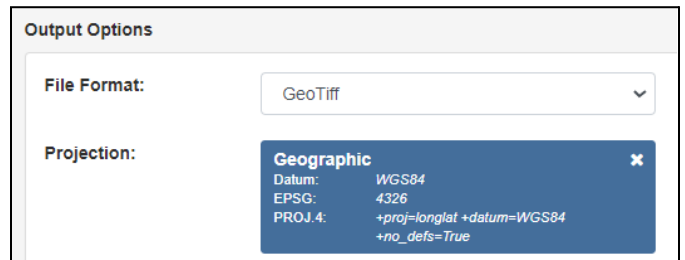 Output Options
File Format:
GeoTiff
Projection:
Geographic
Datum: WGS84
EPSG: 4326
PROJ.4: +proj=longlat +datum=WGS84
+no_defs=True